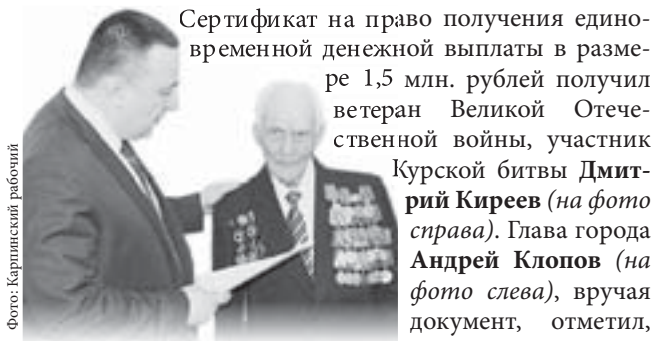 Сертификат на право получения едино-
временной денежной выплаты в разме-
ре 1,5 млн. рублей получил
ветеран Великой Отече-
ственной войны, участник
Курской битвы Дмит-
рий Киреев (на фото
справа). Глава города
Андрей Клопов (на
фото слева), вручая
документ, отметил,
Фото: Карпинский рабочий